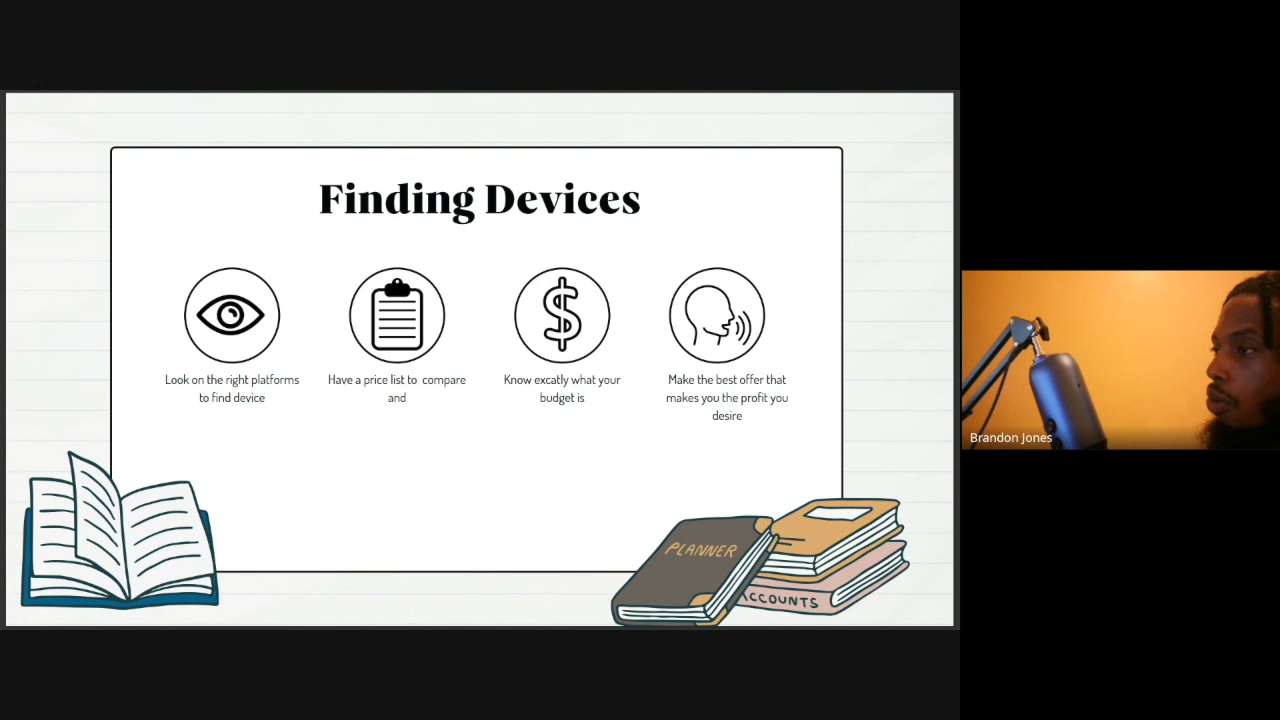 Finding Devices
Look on the right platforms
to find device
Have a price list to compare
and
Know excatly what your
budget is
Make the best offer that
makes you the profit you
desire
PLANNER
ACCOUNTS
Brandon Jones